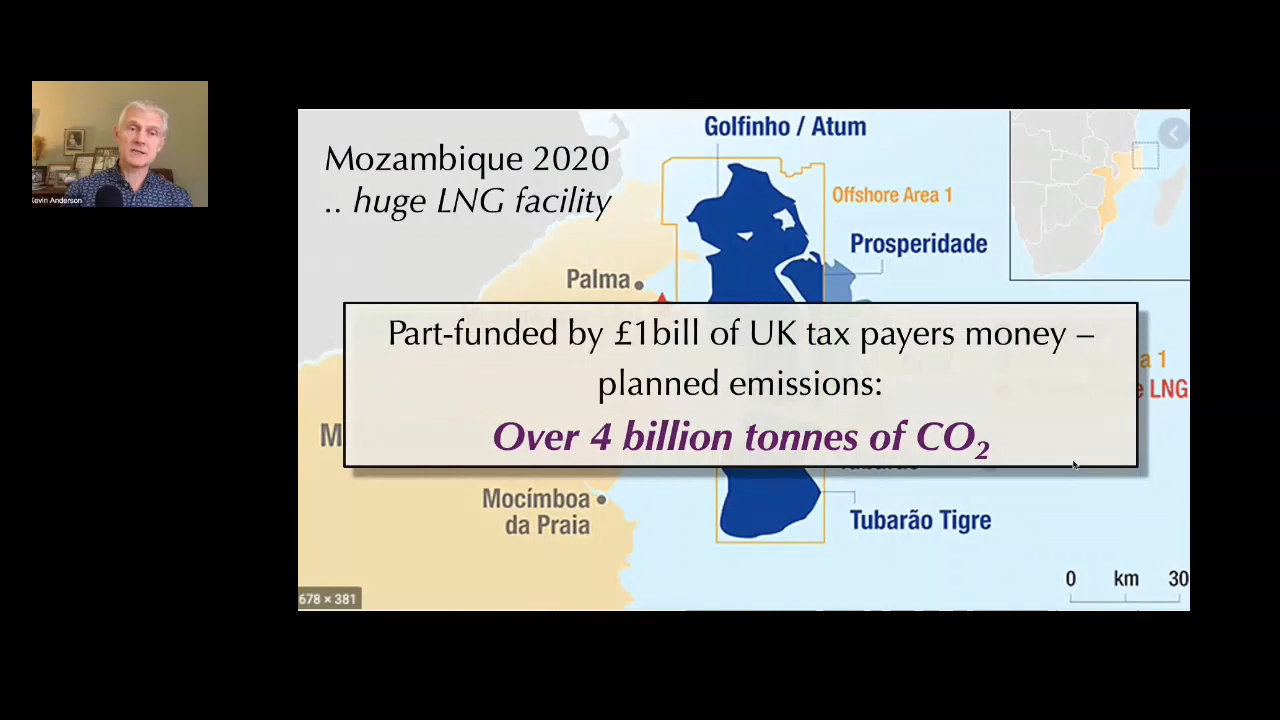 Kevin Anderson
Mozambique 2020
.. huge LNG facility
Golfinho / Atum
Offshore Area 1
Prosperidade
Palma
Part-funded by £1bill of UK tax payers money –
planned emissions:
Over 4 billion tonnes of CO₂
a 1
e LNG
M
Mocímboa
da Praia
Tubarão Tigre
0 km 30
678 × 381